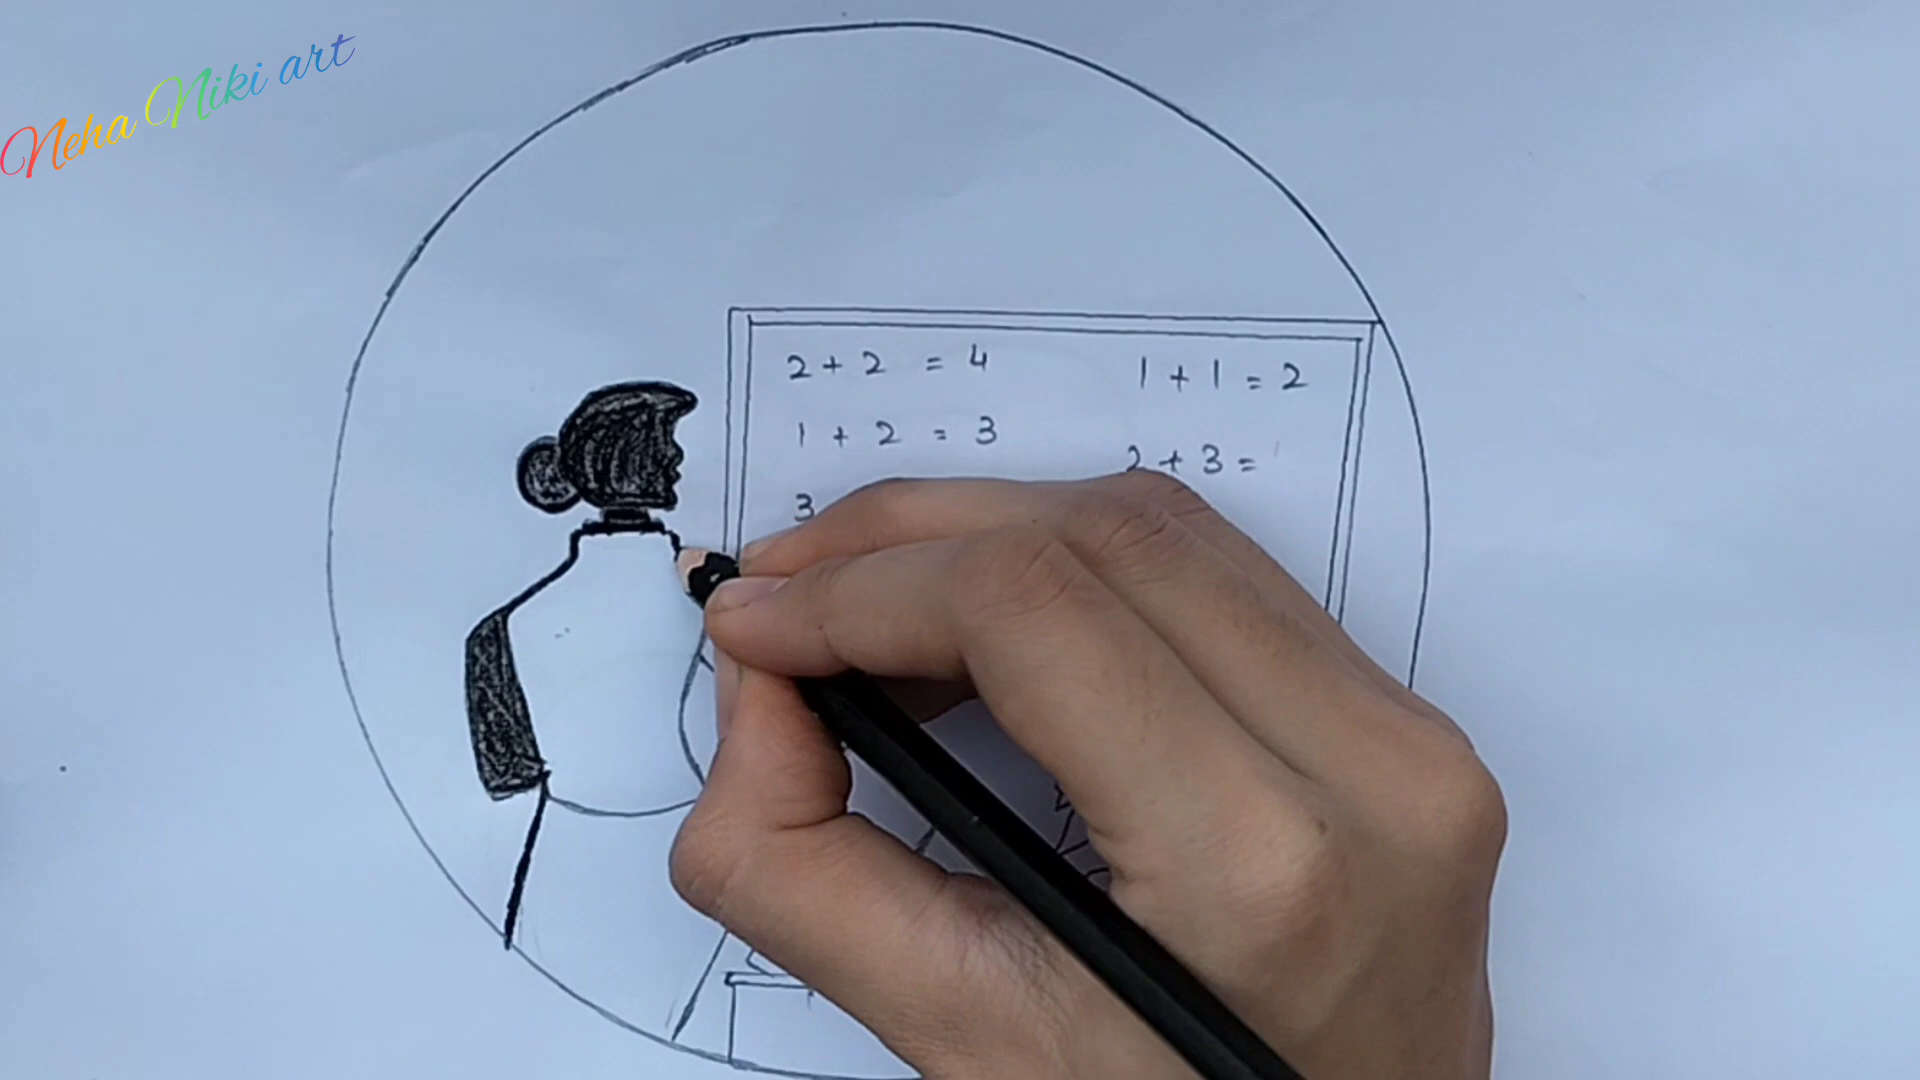 Neha Niki art
2 + 2 = 4
1 + 2 = 3
3
1 + 1 = 2
2 + 3 =